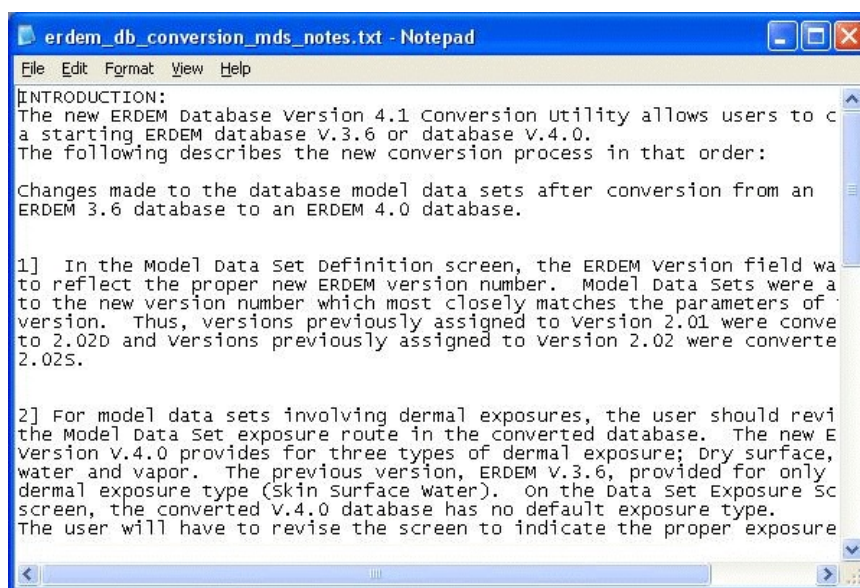 erdem_db_conversion_mds_notes.txt - Notepad
File Edit Format View Help
INTRODUCTION:
The new ERDEM Database Version 4.1 Conversion Utility allows users to c
a starting ERDEM database V.3.6 or database V.4.0.
The following describes the new conversion process in that order:
Changes made to the database model data sets after conversion from an
ERDEM 3.6 database to an ERDEM 4.0 database.
1] In the Model Data Set Definition screen, the ERDEM Version field wa
to reflect the proper new ERDEM version number. Model Data Sets were a
to the new version number which most closely matches the parameters of
version. Thus, versions previously assigned to Version 2.01 were conve
to 2.02D and Versions previously assigned to Version 2.02 were converte
2.02S.
2] For model data sets involving dermal exposures, the user should revi
the Model Data Set exposure route in the converted database. The new E
Version V.4.0 provides for three types of dermal exposure; Dry surface,
water and vapor. The previous version, ERDEM V.3.6, provided for only
dermal exposure type (Skin Surface Water). On the Data Set Exposure Sc
screen, the converted V.4.0 database has no default exposure type.
The user will have to revise the screen to indicate the proper exposure